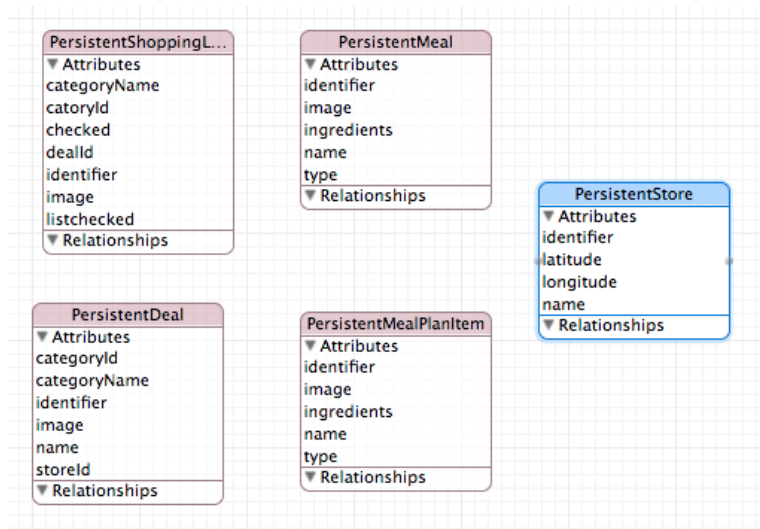 PersistentShoppingL...
▼ Attributes
categoryName
catoryId
checked
dealId
identifier
image
listchecked
▼ Relationships
PersistentMeal
▼ Attributes
identifier
image
ingredients
name
type
▼ Relationships
PersistentStore
▼ Attributes
identifier
latitude
longitude
name
▼ Relationships
PersistentDeal
▼ Attributes
categoryId
categoryName
identifier
image
name
storeId
▼ Relationships
PersistentMealPlanItem
▼ Attributes
identifier
image
ingredients
name
type
▼ Relationships